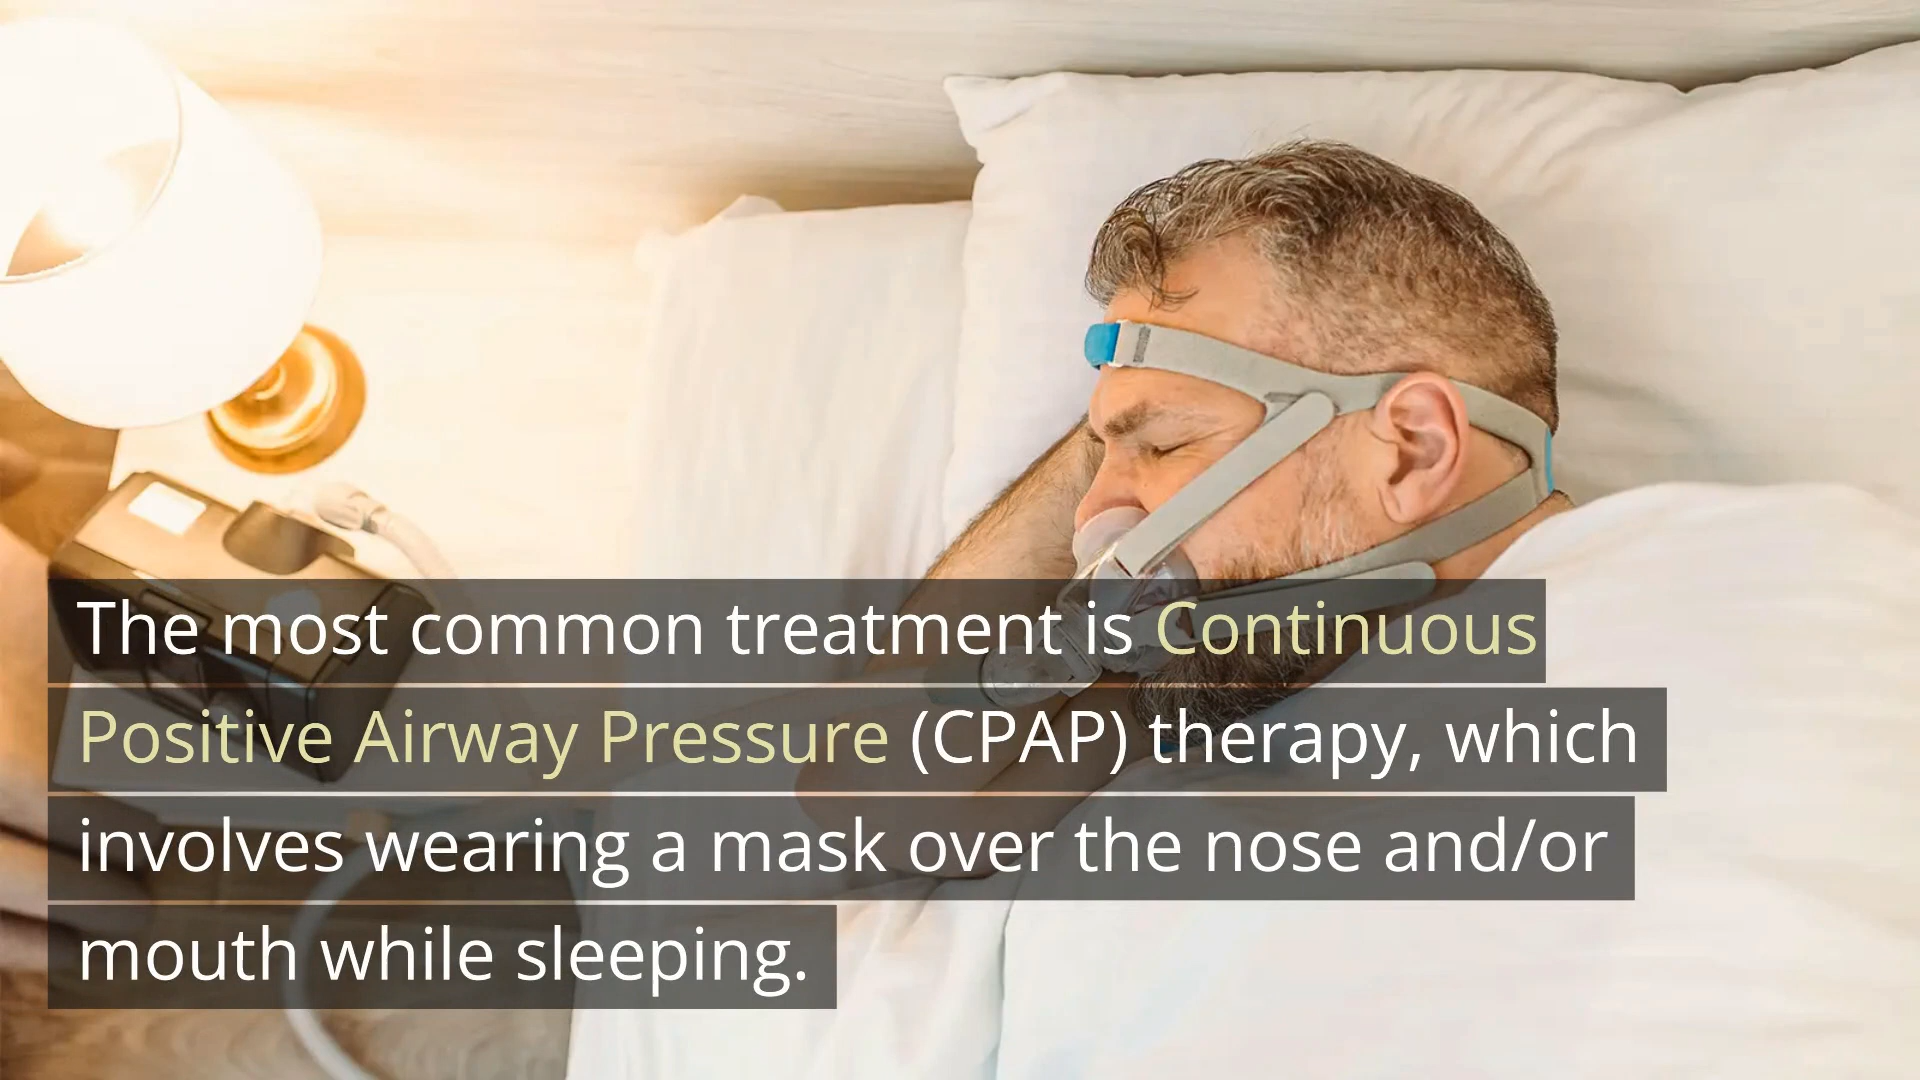 The most common treatment is Continuous
Positive Airway Pressure (CPAP) therapy, which
involves wearing a mask over the nose and/or
mouth while sleeping.